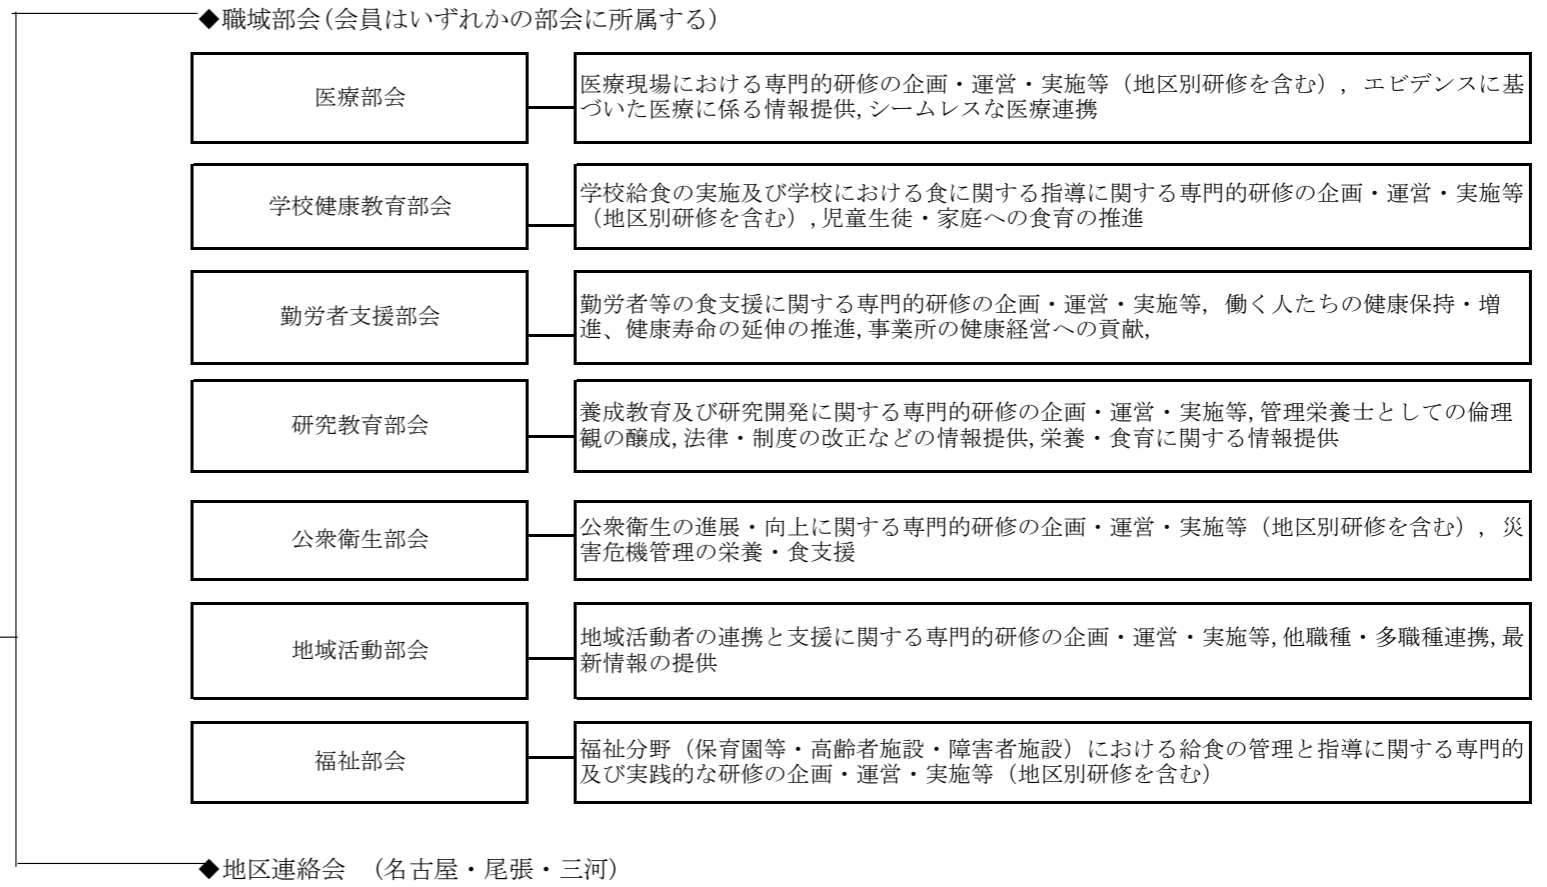 ◆職域部会(会員はいずれかの部会に所属する)
医療部会
医療現場における専門的研修の企画・運営・実施等（地区別研修を含む）, エビデンスに基
づいた医療に係る情報提供,シームレスな医療連携
学校健康教育部会
学校給食の実施及び学校における食に関する指導に関する専門的研修の企画・運営・実施等
（地区別研修を含む）,児童生徒・家庭への食育の推進
勤労者支援部会
勤労者等の食支援に関する専門的研修の企画・運営・実施等, 働く人たちの健康保持・増
進、健康寿命の延伸の推進,事業所の健康経営への貢献,
研究教育部会
養成教育及び研究開発に関する専門的研修の企画・運営・実施等,管理栄養士としての倫理
観の醸成,法律・制度の改正などの情報提供,栄養・食育に関する情報提供
公衆衛生部会
公衆衛生の進展・向上に関する専門的研修の企画・運営・実施等（地区別研修を含む）, 災
害危機管理の栄養・食支援
地域活動部会
地域活動者の連携と支援に関する専門的研修の企画・運営・実施等,他職種・多職種連携,最
新情報の提供
福祉部会
福祉分野（保育園等・高齢者施設・障害者施設）における給食の管理と指導に関する専門的
及び実践的な研修の企画・運営・実施等（地区別研修を含む）
◆地区連絡会　（名古屋・尾張・三河）